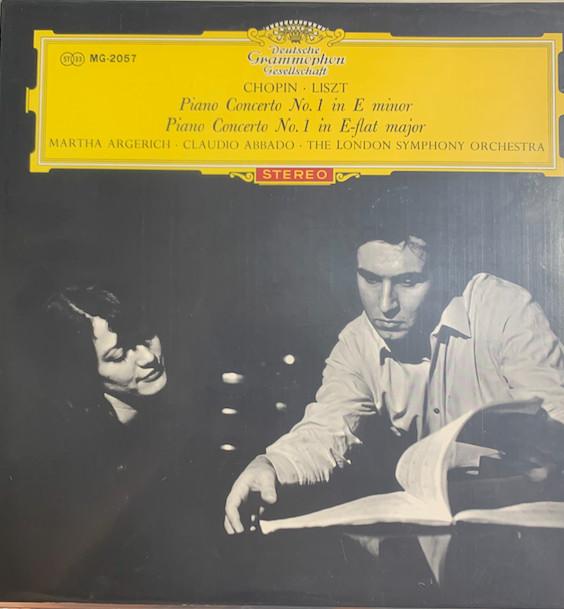 STEREO MG-2057
Deutsche
Grammophon
Gesellschaft
CHOPIN · LISZT
Piano Concerto No. 1 in E minor
Piano Concerto No. 1 in E-flat major
MARTHA ARGERICH · CLAUDIO ABBADO · THE LONDON SYMPHONY ORCHESTRA
STEREO